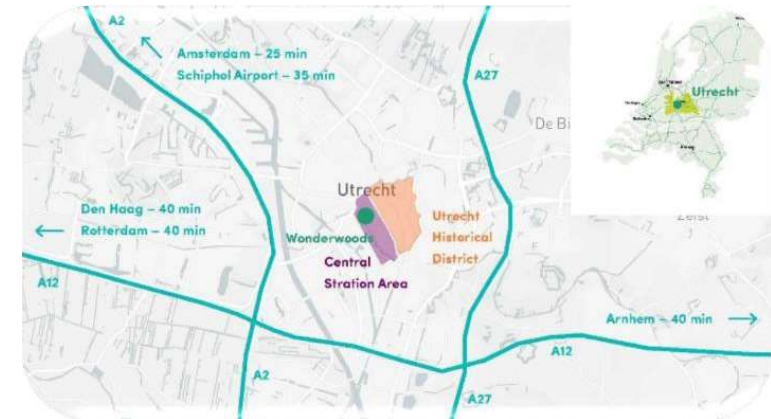 A2
Amsterdam – 25 min
Schiphol Airport – 35 min
A27
Utrecht
De Bi
Utrecht
Den Haag – 40 min
Rotterdam – 40 min
Wonderwoods
Central
Stration Area
Utrecht
Historical
District
Zeist
A12
Arnhem – 40 min
A12
A2
A27